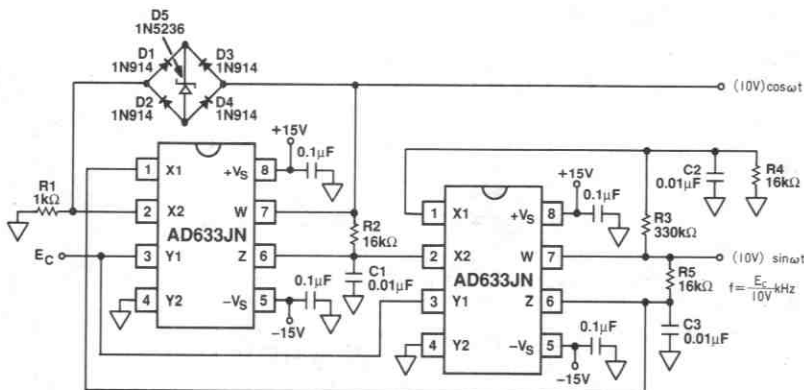 D5
1N5236
D1
1N914
D3
1N914
D2
1N914
D4
1N914
(10V)cosωt
+15V
0.1µF
1
X1
+VS
8
R1
1kΩ
2
X2
W
7
AD633JN
R2
16kΩ
EC
3
Y1
Z
6
C1
0.01µF
4
Y2
−VS
5
0.1µF
−15V
+15V
0.1µF
C2
0.01µF
R4
16kΩ
1
X1
+VS
8
R3
330kΩ
2
X2
W
7
(10V) sinωt
AD633JN
R5
16kΩ
f=EC/10V kHz
3
Y1
Z
6
C3
0.01µF
4
Y2
−VS
5
0.1µF
−15V